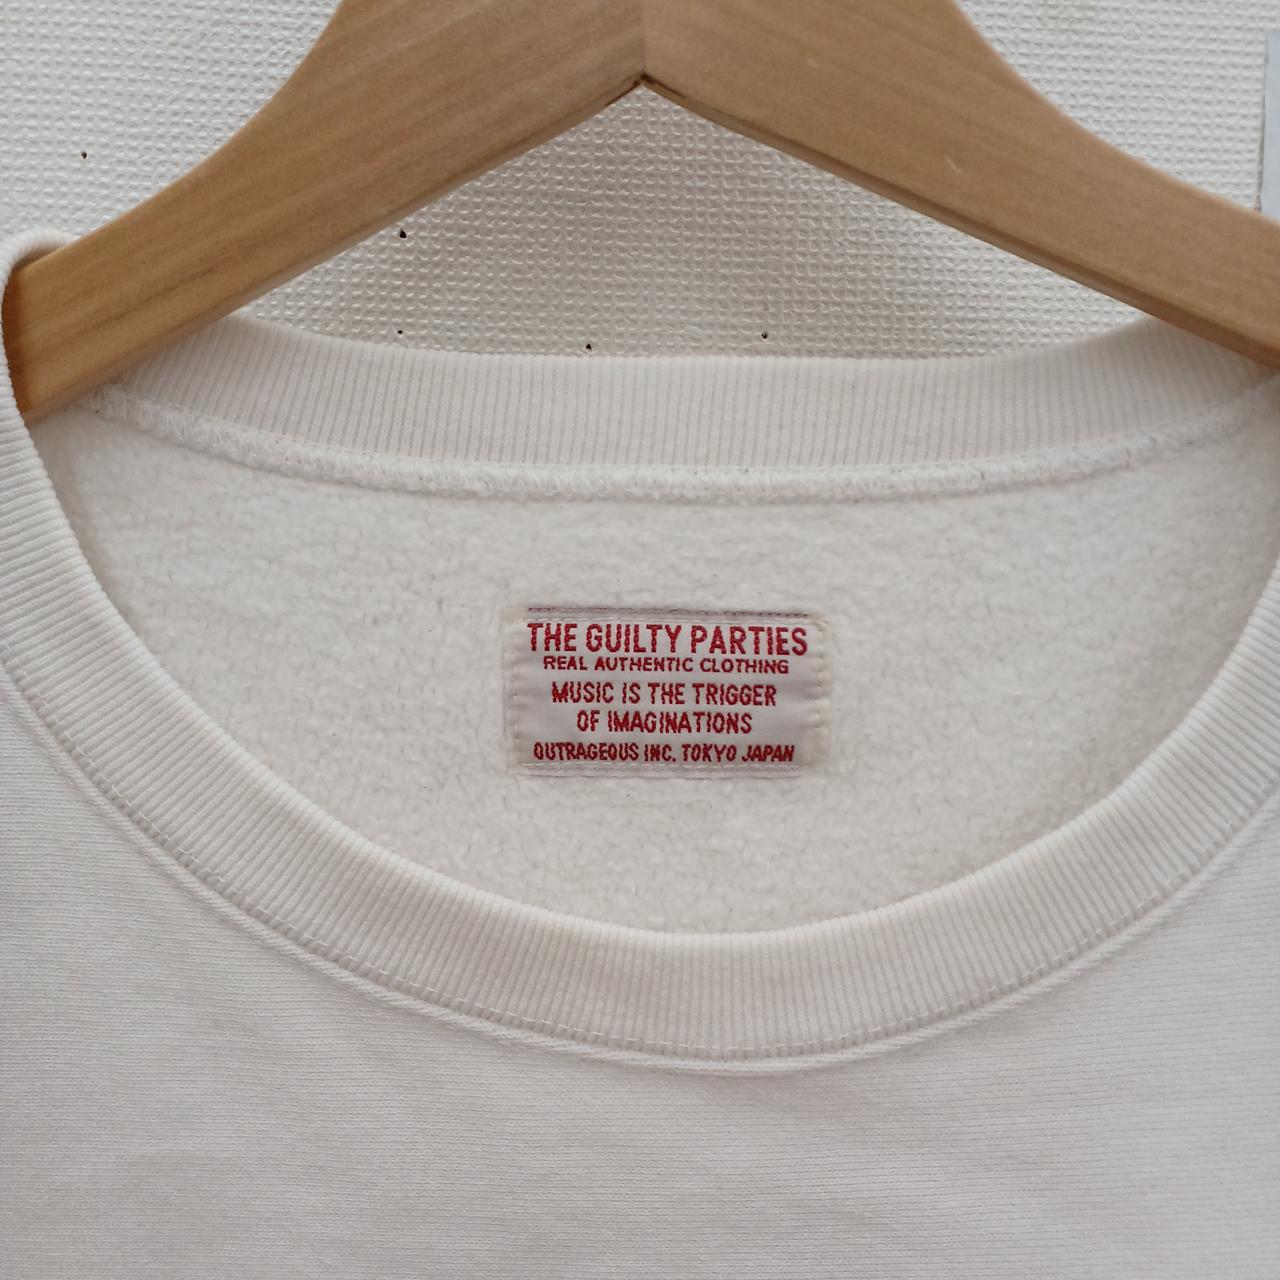 THE GUILTY PARTIES
REAL AUTHENTIC CLOTHING
MUSIC IS THE TRIGGER
OF IMAGINATIONS
OUTRAGEOUS INC. TOKYO JAPAN